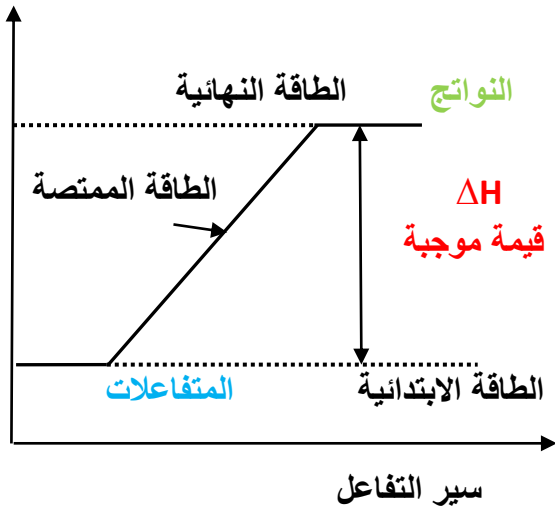 الطاقة النهائية
النواتج
الطاقة الممتصة
ΔH
قيمة موجبة
المتفاعلات
الطاقة الابتدائية
سير التفاعل